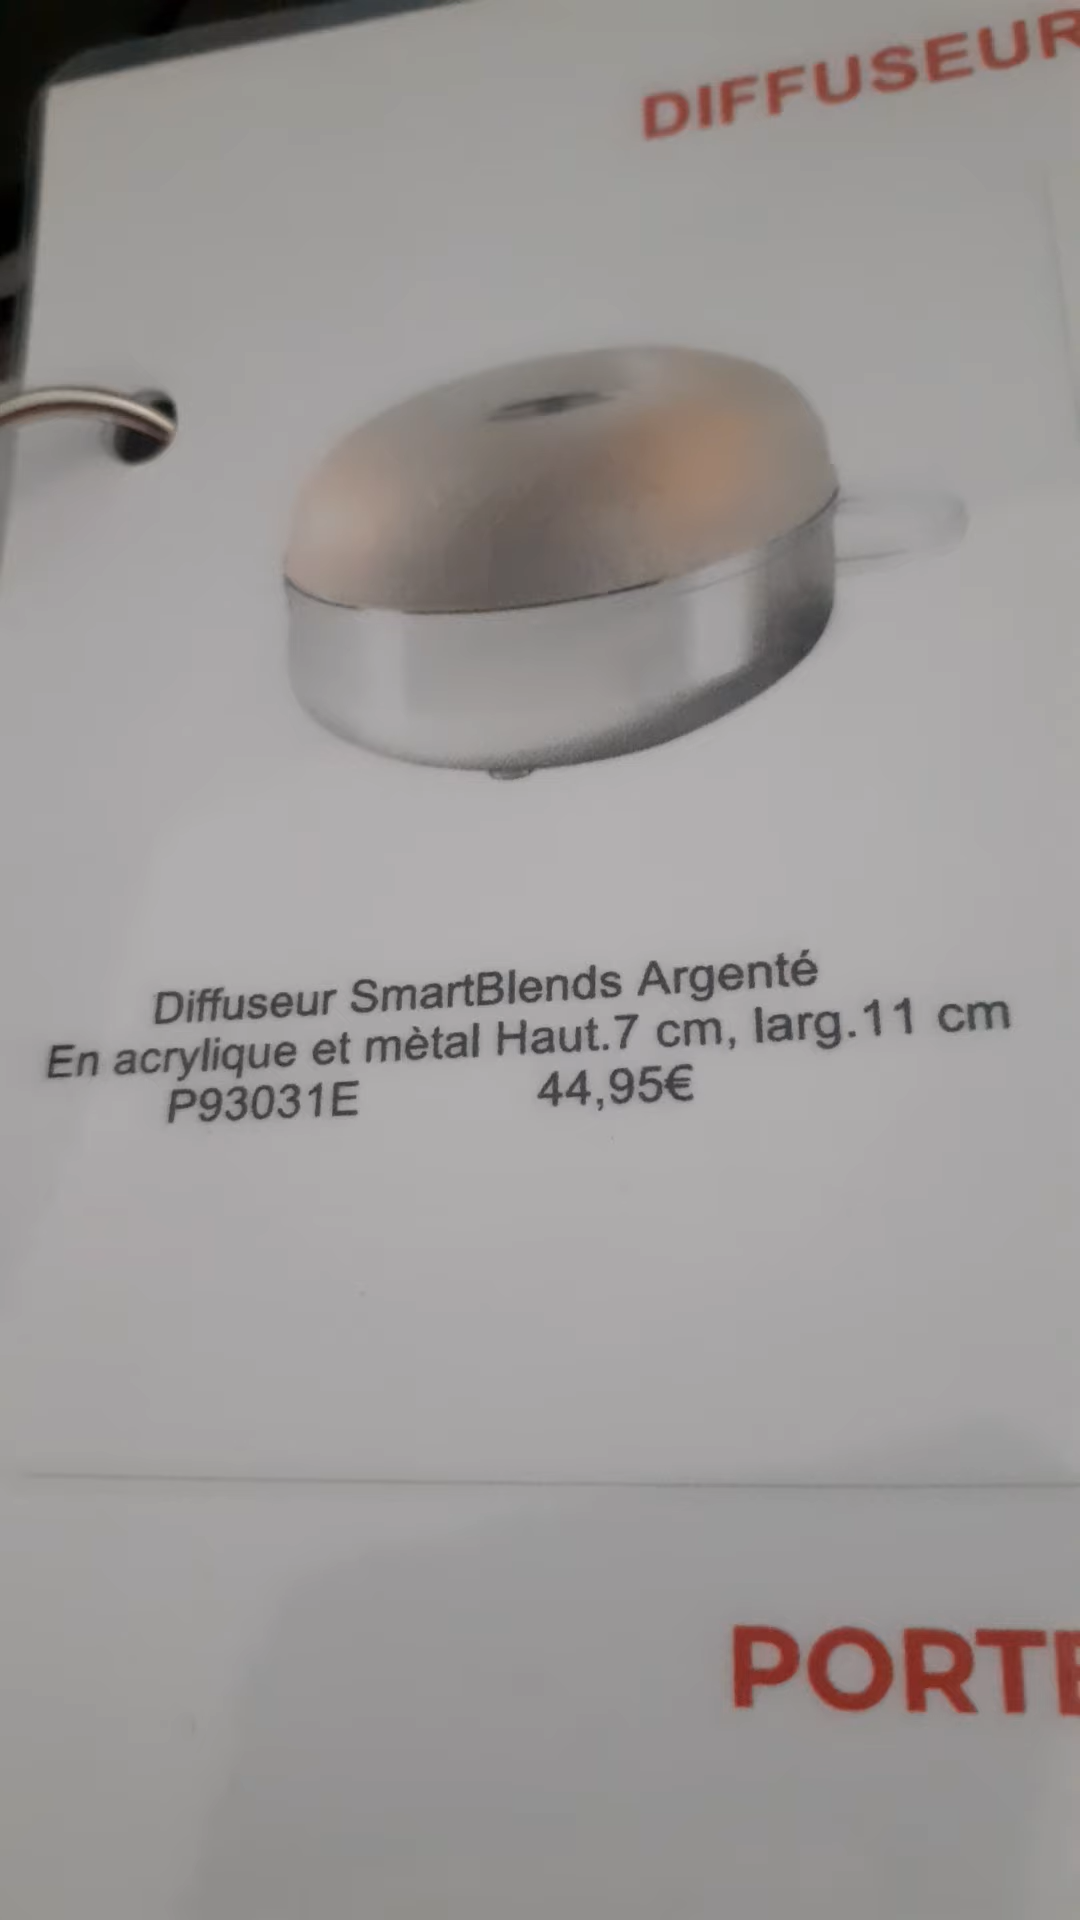 DIFFUSEUR
Diffuseur SmartBlends Argenté
En acrylique et mètal Haut.7 cm, larg.11 cm
P93031E 44,95€
PORTE